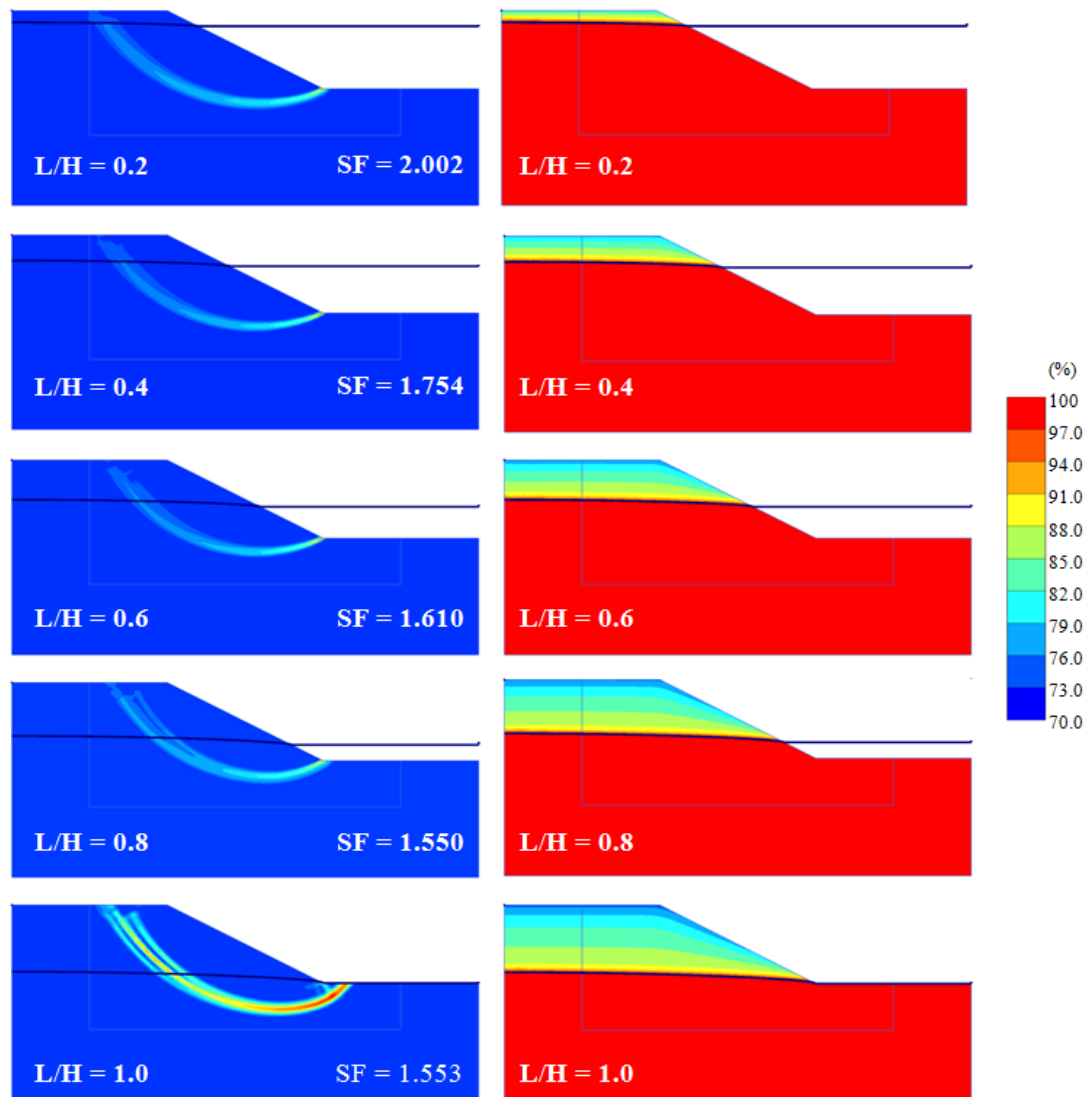 L/H = 0.2 SF = 2.002 L/H = 0.2
L/H = 0.4 SF = 1.754 L/H = 0.4
L/H = 0.6 SF = 1.610 L/H = 0.6
L/H = 0.8 SF = 1.550 L/H = 0.8
L/H = 1.0 SF = 1.553 L/H = 1.0
(%)
100
97.0
94.0
91.0
88.0
85.0
82.0
79.0
76.0
73.0
70.0